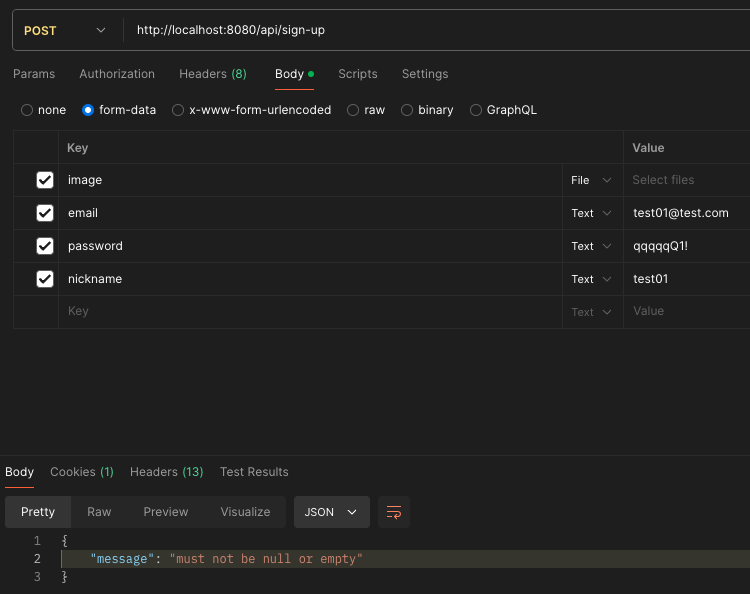 POST http://localhost:8080/api/sign-up
Params Authorization Headers (8) Body Scripts Settings
none form-data x-www-form-urlencoded raw binary GraphQL
Key Value
image File Select files
email Text test01@test.com
password Text qqqqqQ1!
nickname Text test01
Key Text Value
Body Cookies (1) Headers (13) Test Results
Pretty Raw Preview Visualize JSON
1 {
2 "message": "must not be null or empty"
3 }